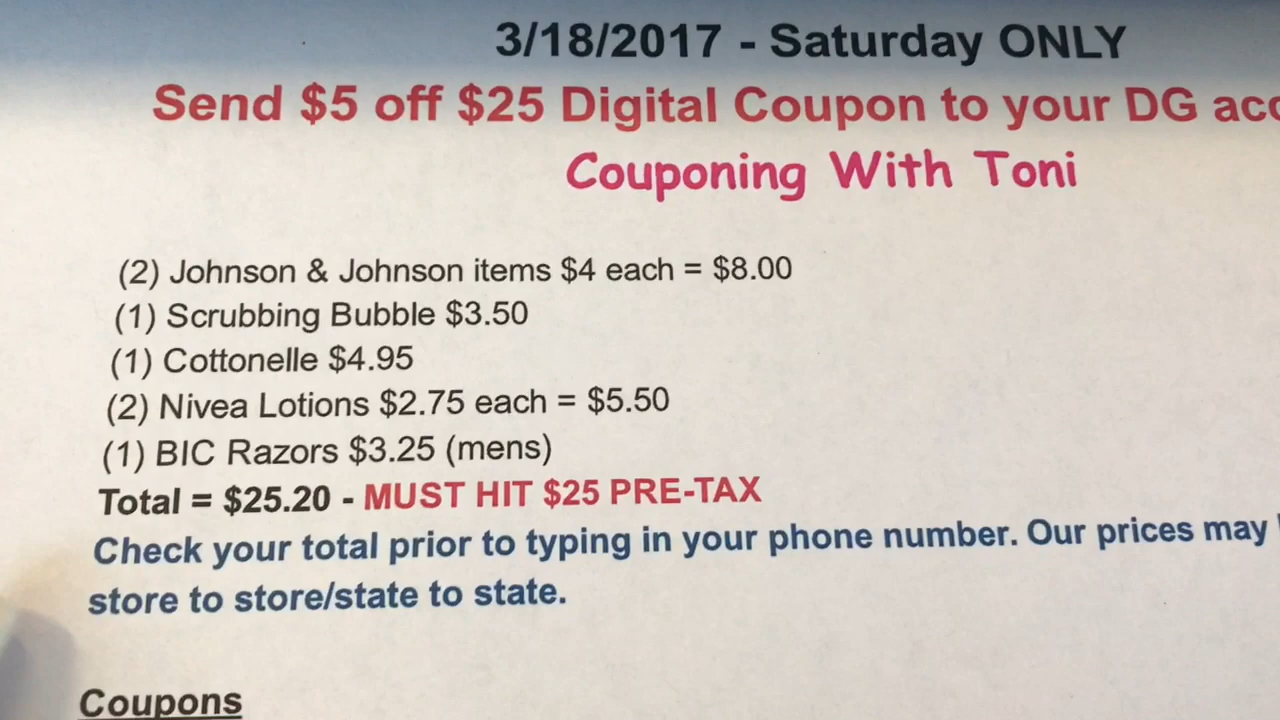 3/18/2017 - Saturday ONLY
Send $5 off $25 Digital Coupon to your DG
Couponing With Toni
(2) Johnson & Johnson items $4 each = $8.00
(1) Scrubbing Bubble $3.50
(1) Cottonelle $4.95
(2) Nivea Lotions $2.75 each = $5.50
(1) BIC Razors $3.25 (mens)
Total = $25.20 - MUST HIT $25 PRE-TAX
Check your total prior to typing in your phone number. Our prices may
store to store/state to state.
Coupons